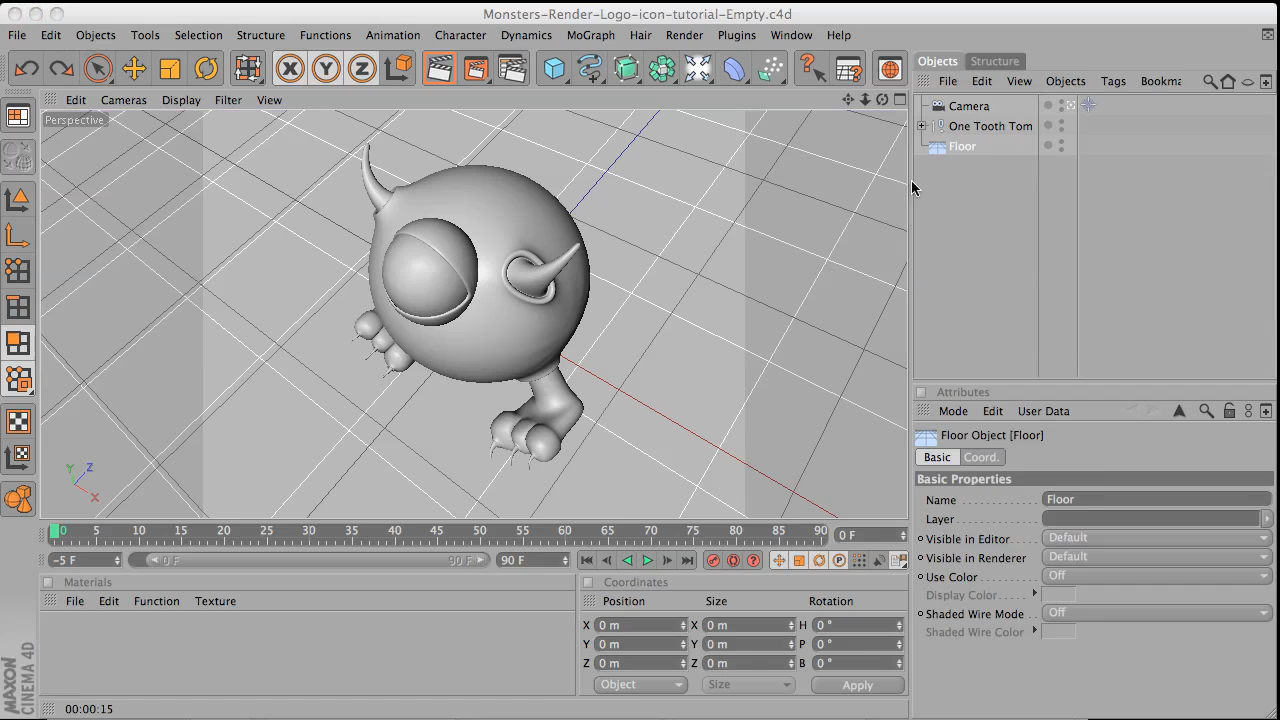 Monsters-Render-Logo-icon-tutorial-Empty.c4d
File Edit Objects Tools Selection Structure Functions Animation Character Dynamics MoGraph Hair Render Plugins Window Help
Objects Structure
File Edit View Objects Tags Bookma
Edit Cameras Display Filter View
Perspective
Camera
One Tooth Tom
Floor
Y Z
X
Attributes
Mode Edit User Data
Floor Object [Floor]
Basic Coord.
Basic Properties
Name Floor
Layer
Visible in Editor Default
Visible in Renderer Default
Use Color Off
Display Color
Shaded Wire Mode Off
Shaded Wire Color
0 5 10 15 20 25 30 35 40 45 50 55 60 65 70 75 80 85 90 0 F
-5 F 0 F 90 F 90 F
Materials
File Edit Function Texture
Coordinates
Position Size Rotation
X 0 m X 0 m H 0 °
Y 0 m Y 0 m P 0 °
Z 0 m Z 0 m B 0 °
Object Size Apply
MAXON
CINEMA 4D
00:00:15